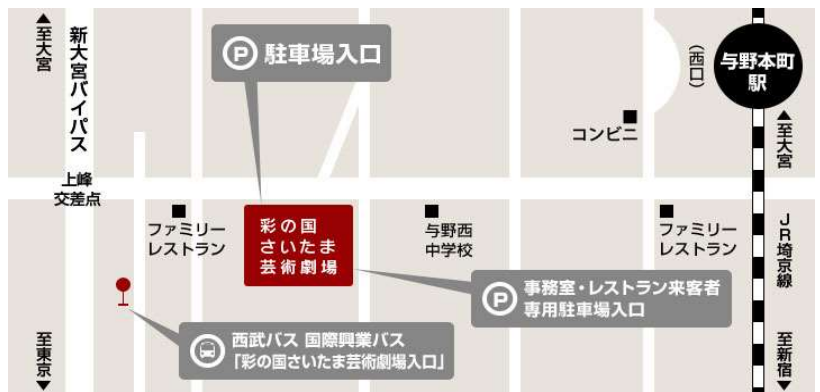 ▲至大宮
新大宮バイパス
P 駐車場入口
(西口)
与野本町
駅
コンビニ
▲至大宮
上峰
交差点
ファミリー
レストラン
彩の国
さいたま
芸術劇場
与野西
中学校
ファミリー
レストラン
JR埼京線
P 事務室・レストラン来客者
専用駐車場入口
西武バス 国際興業バス
「彩の国さいたま芸術劇場入口」
至東京▼
至新宿▼